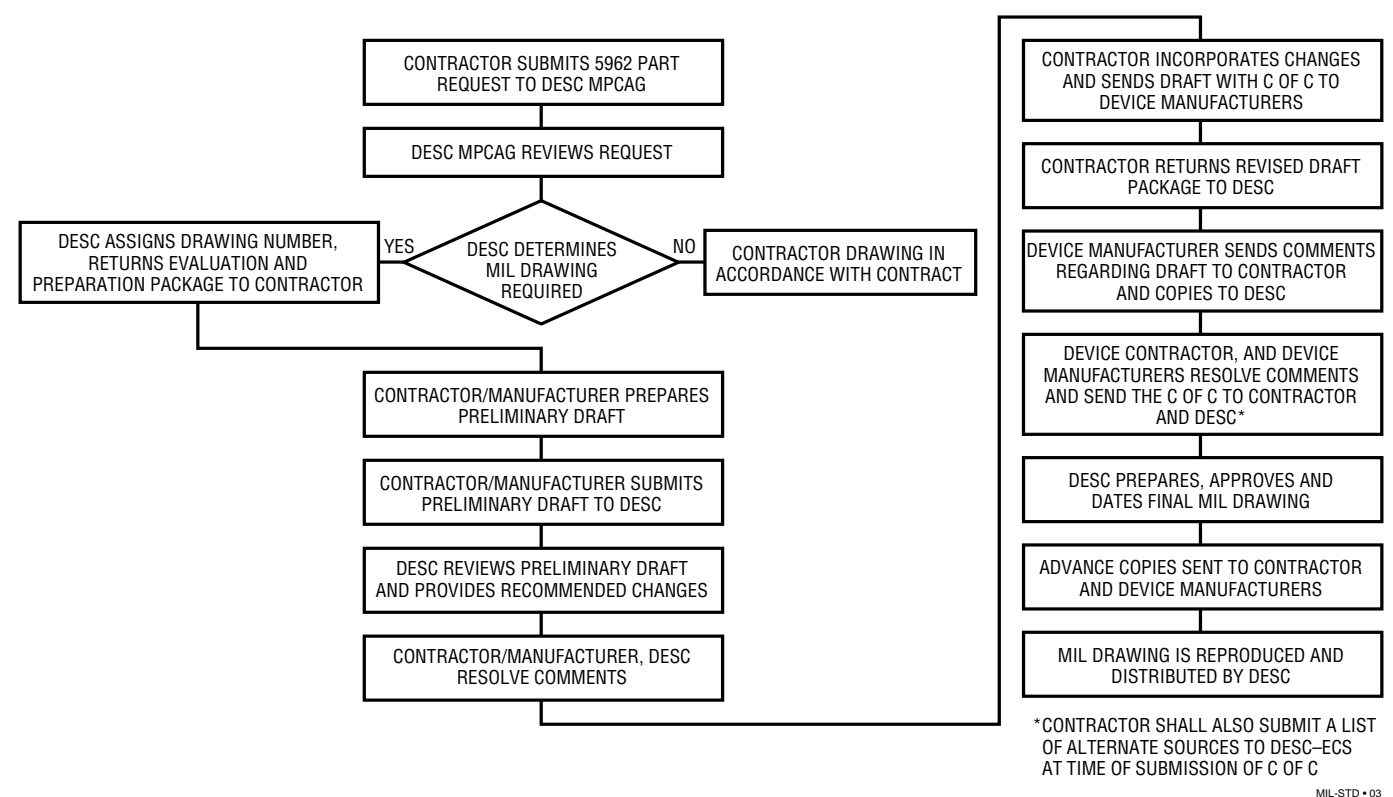 CONTRACTOR SUBMITS 5962 PART
REQUEST TO DESC MPCAG
DESC MPCAG REVIEWS REQUEST
DESC DETERMINES
MIL DRAWING
REQUIRED
YES
NO
DESC ASSIGNS DRAWING NUMBER,
RETURNS EVALUATION AND
PREPARATION PACKAGE TO CONTRACTOR
CONTRACTOR DRAWING IN
ACCORDANCE WITH CONTRACT
CONTRACTOR/MANUFACTURER PREPARES
PRELIMINARY DRAFT
CONTRACTOR/MANUFACTURER SUBMITS
PRELIMINARY DRAFT TO DESC
DESC REVIEWS PRELIMINARY DRAFT
AND PROVIDES RECOMMENDED CHANGES
CONTRACTOR/MANUFACTURER, DESC
RESOLVE COMMENTS
CONTRACTOR INCORPORATES CHANGES
AND SENDS DRAFT WITH C OF C TO
DEVICE MANUFACTURERS
CONTRACTOR RETURNS REVISED DRAFT
PACKAGE TO DESC
DEVICE MANUFACTURER SENDS COMMENTS
REGARDING DRAFT TO CONTRACTOR
AND COPIES TO DESC
DEVICE CONTRACTOR, AND DEVICE
MANUFACTURERS RESOLVE COMMENTS
AND SEND THE C OF C TO CONTRACTOR
AND DESC*
DESC PREPARES, APPROVES AND
DATES FINAL MIL DRAWING
ADVANCE COPIES SENT TO CONTRACTOR
AND DEVICE MANUFACTURERS
MIL DRAWING IS REPRODUCED AND
DISTRIBUTED BY DESC
*CONTRACTOR SHALL ALSO SUBMIT A LIST
OF ALTERNATE SOURCES TO DESC–ECS
AT TIME OF SUBMISSION OF C OF C
MIL-STD • 03